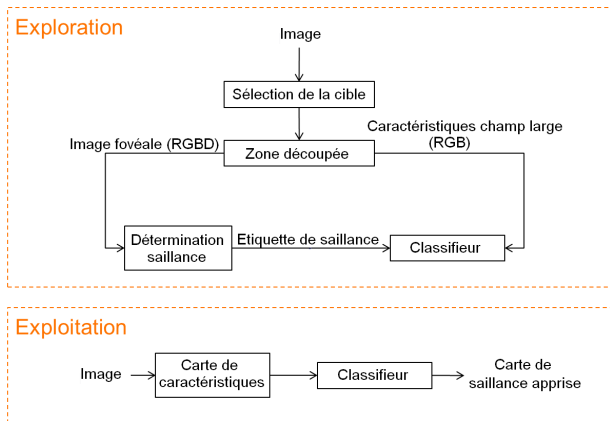 Exploration
Image
Sélection de la cible
Caractéristiques champ large
(RGB)
Image fovéale (RGBD)
Zone découpée
Détermination
saillance
Etiquette de saillance
Classifieur
Exploitation
Image
Carte de
caractéristiques
Classifieur
Carte de
saillance apprise